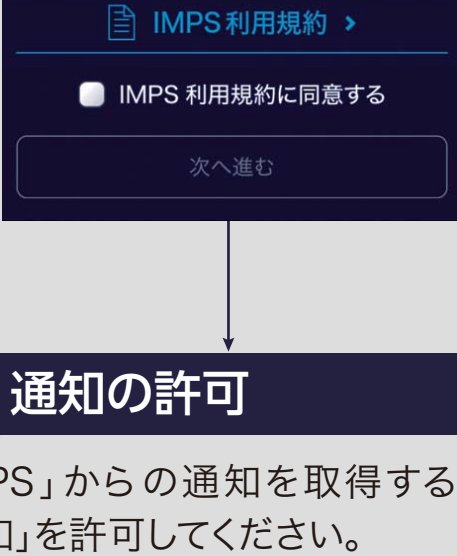 IMPS利用規約 >
IMPS 利用規約に同意する
次へ進む
通知の許可
PS」からの通知を取得する
知」を許可してください。